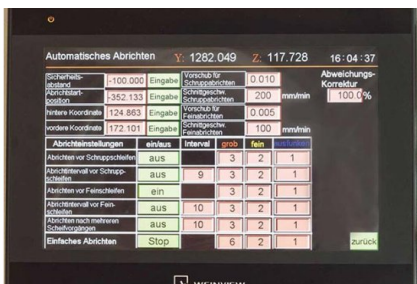 Automatisches Abrichten Y: 1282.049 Z: 117.728 16:04:37
Sicherheits-abstand -100.000 Eingabe Vorschub für Schruppabrichten 0.010 Abweichungs-Korrektur
Abrichtstart-position -352.133 Eingabe Schnittgeschw. Schruppabrichten 200 mm/min 100.0%
hintere Koordinate 124.863 Eingabe Vorschub für Feinabrichten 0.005
vordere Koordinate 172.101 Eingabe Schnittgeschw. Feinabrichten 100 mm/min
Abrichteinstellungen ein/aus Interval grob fein ausfunken
Abrichten vor Schruppschleifen aus 3 2 1
Abrichtintervall vor Schrupp-schleifen aus 9 3 2 1
Abrichten vor Feinschleifen ein 3 2 1
Abrichtintervall vor Fein-schleifen aus 10 3 2 1
Abrichten nach mehreren Scheifvorgängen aus 10 3 2 1
Einfaches Abrichten Stop 6 2 1 zurück
WEINVIEW